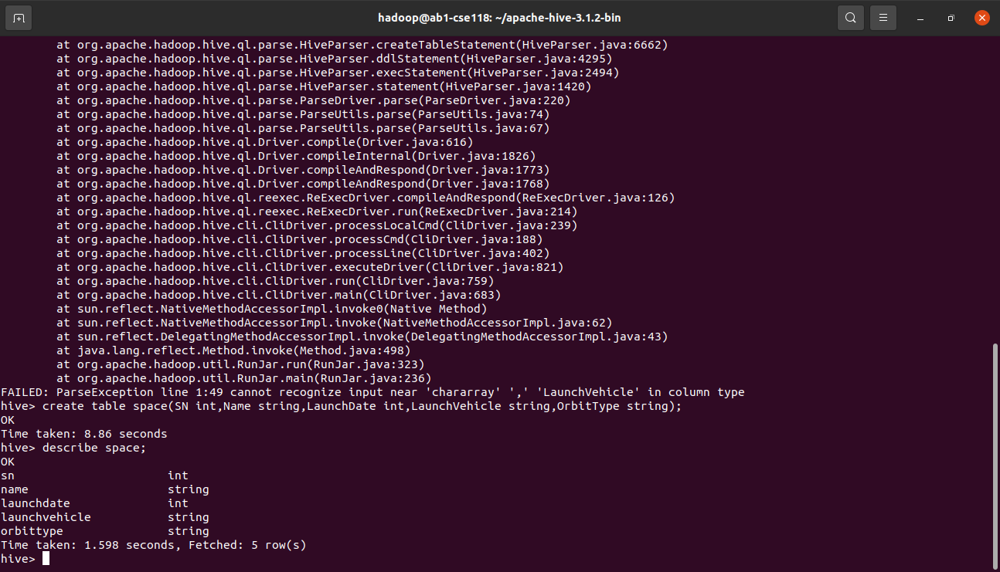 hadoop@ab1-cse118: ~/apache-hive-3.1.2-bin
at org.apache.hadoop.hive.ql.parse.HiveParser.createTableStatement(HiveParser.java:6662)
at org.apache.hadoop.hive.ql.parse.HiveParser.ddlStatement(HiveParser.java:4295)
at org.apache.hadoop.hive.ql.parse.HiveParser.execStatement(HiveParser.java:2494)
at org.apache.hadoop.hive.ql.parse.HiveParser.statement(HiveParser.java:1420)
at org.apache.hadoop.hive.ql.parse.ParseDriver.parse(ParseDriver.java:220)
at org.apache.hadoop.hive.ql.parse.ParseUtils.parse(ParseUtils.java:74)
at org.apache.hadoop.hive.ql.parse.ParseUtils.parse(ParseUtils.java:67)
at org.apache.hadoop.hive.ql.Driver.compile(Driver.java:616)
at org.apache.hadoop.hive.ql.Driver.compileInternal(Driver.java:1826)
at org.apache.hadoop.hive.ql.Driver.compileAndRespond(Driver.java:1773)
at org.apache.hadoop.hive.ql.Driver.compileAndRespond(Driver.java:1768)
at org.apache.hadoop.hive.ql.reexec.ReExecDriver.compileAndRespond(ReExecDriver.java:126)
at org.apache.hadoop.hive.ql.reexec.ReExecDriver.run(ReExecDriver.java:214)
at org.apache.hadoop.hive.cli.CliDriver.processLocalCmd(CliDriver.java:239)
at org.apache.hadoop.hive.cli.CliDriver.processCmd(CliDriver.java:188)
at org.apache.hadoop.hive.cli.CliDriver.processLine(CliDriver.java:402)
at org.apache.hadoop.hive.cli.CliDriver.executeDriver(CliDriver.java:821)
at org.apache.hadoop.hive.cli.CliDriver.run(CliDriver.java:759)
at org.apache.hadoop.hive.cli.CliDriver.main(CliDriver.java:683)
at sun.reflect.NativeMethodAccessorImpl.invoke0(Native Method)
at sun.reflect.NativeMethodAccessorImpl.invoke(NativeMethodAccessorImpl.java:62)
at sun.reflect.DelegatingMethodAccessorImpl.invoke(DelegatingMethodAccessorImpl.java:43)
at java.lang.reflect.Method.invoke(Method.java:498)
at org.apache.hadoop.util.RunJar.run(RunJar.java:323)
at org.apache.hadoop.util.RunJar.main(RunJar.java:236)
FAILED: ParseException line 1:49 cannot recognize input near 'chararray' ',' 'LaunchVehicle' in column type
hive> create table space(SN int,Name string,LaunchDate int,LaunchVehicle string,OrbitType string);
OK
Time taken: 8.86 seconds
hive> describe space;
OK
sn int
name string
launchdate int
launchvehicle string
orbittype string
Time taken: 1.598 seconds, Fetched: 5 row(s)
hive>